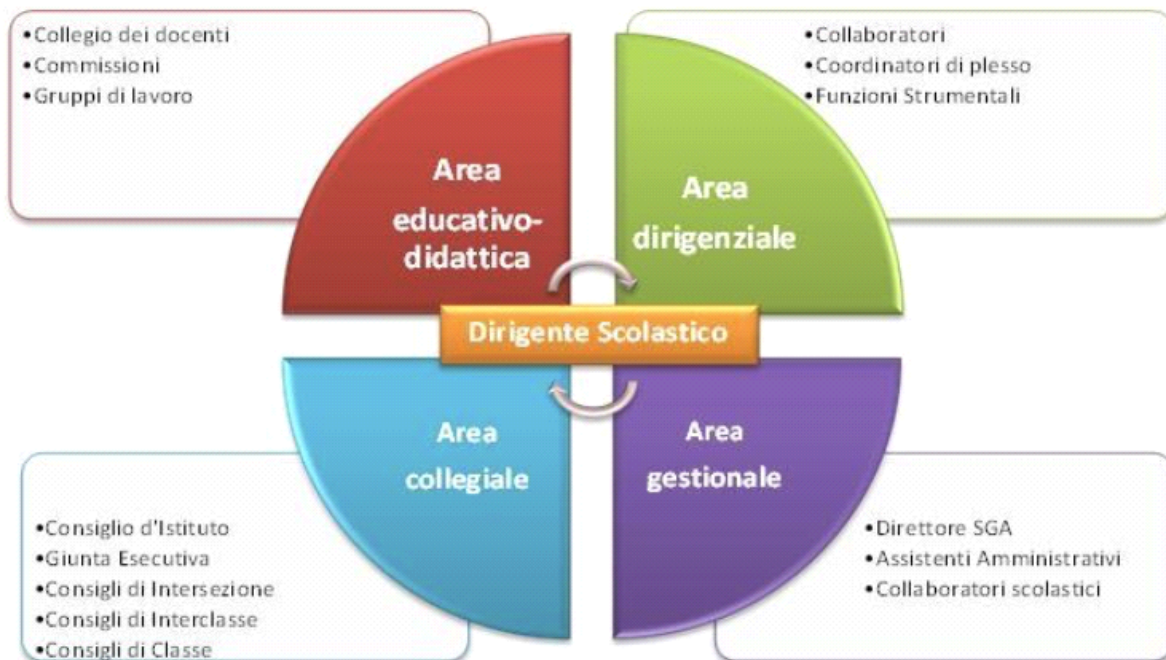 •Collegio dei docenti
•Commissioni
•Gruppi di lavoro
•Collaboratori
•Coordinatori di plesso
•Funzioni Strumentali
Area
educativo-
didattica
Area
dirigenziale
Dirigente Scolastico
Area
collegiale
Area
gestionale
•Consiglio d'Istituto
•Giunta Esecutiva
•Consigli di Intersezione
•Consigli di Interclasse
•Consigli di Classe
•Direttore SGA
•Assistenti Amministrativi
•Collaboratori scolastici